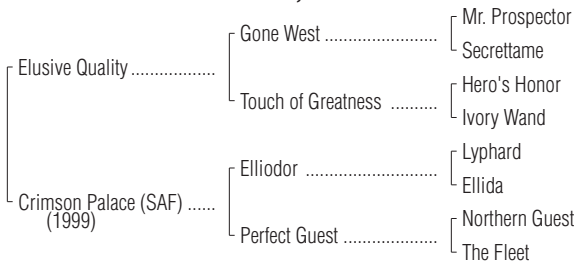 Mr. Prospector
Gone West ........................
Secrettame
Elusive Quality ..................
Hero's Honor
Touch of Greatness ..........
Ivory Wand
Lyphard
Elliodor ............................
Ellida
Crimson Palace (SAF) ......
(1999)
Northern Guest
Perfect Guest ....................
The Fleet